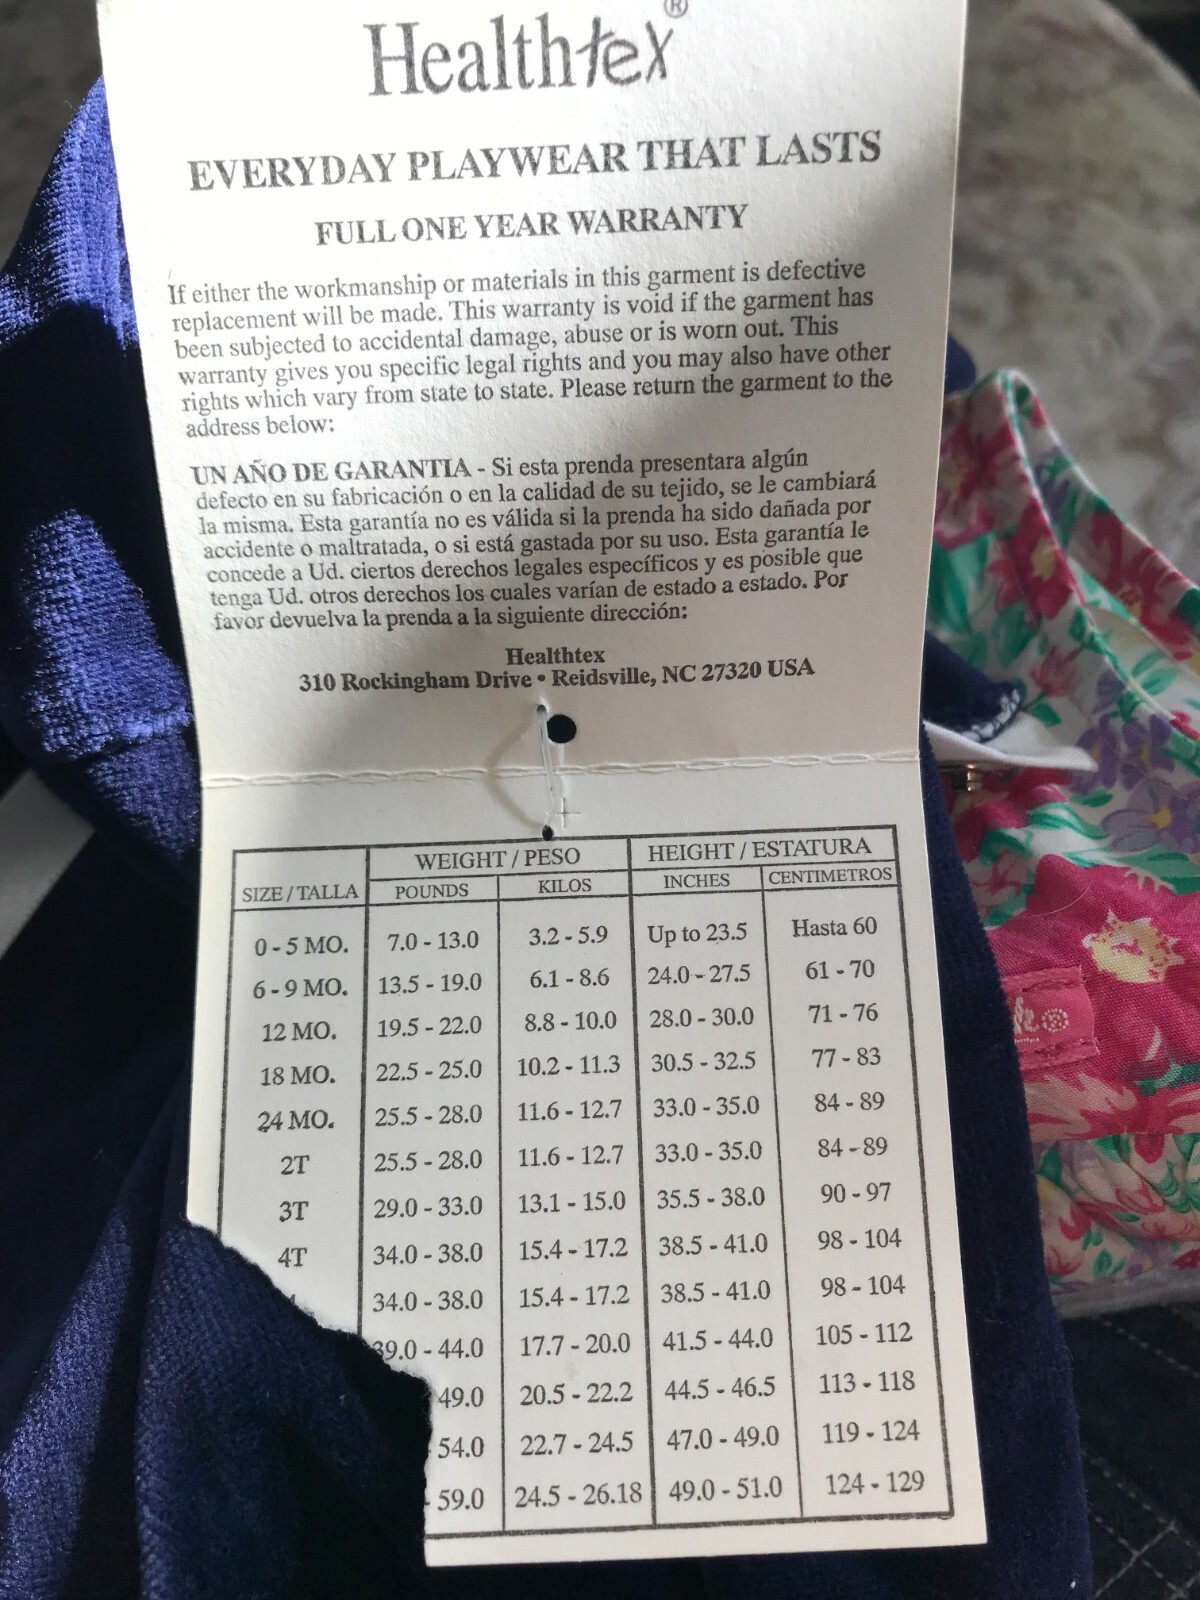 Healthtex®
EVERYDAY PLAYWEAR THAT LASTS
FULL ONE YEAR WARRANTY
If either the workmanship or materials in this garment is defective
replacement will be made. This warranty is void if the garment has
been subjected to accidental damage, abuse or is worn out. This
warranty gives you specific legal rights and you may also have other
rights which vary from state to state. Please return the garment to the
address below:
UN AÑO DE GARANTIA - Si esta prenda presentara algún
defecto en su fabricación o en la calidad de su tejido, se le cambiará
la misma. Esta garantía no es válida si la prenda ha sido dañada por
accidente o maltratada, o si está gastada por su uso. Esta garantía le
concede a Ud. ciertos derechos legales específicos y es posible que
tenga Ud. otros derechos los cuales varían de estado a estado. Por
favor devuelva la prenda a la siguiente dirección:
Healthtex
310 Rockingham Drive • Reidsville, NC 27320 USA
WEIGHT / PESO HEIGHT / ESTATURA
SIZE / TALLA POUNDS KILOS INCHES CENTIMETROS
0 - 5 MO. 7.0 - 13.0 3.2 - 5.9 Up to 23.5 Hasta 60
6 - 9 MO. 13.5 - 19.0 6.1 - 8.6 24.0 - 27.5 61 - 70
12 MO. 19.5 - 22.0 8.8 - 10.0 28.0 - 30.0 71 - 76
18 MO. 22.5 - 25.0 10.2 - 11.3 30.5 - 32.5 77 - 83
24 MO. 25.5 - 28.0 11.6 - 12.7 33.0 - 35.0 84 - 89
2T 25.5 - 28.0 11.6 - 12.7 33.0 - 35.0 84 - 89
3T 29.0 - 33.0 13.1 - 15.0 35.5 - 38.0 90 - 97
4T 34.0 - 38.0 15.4 - 17.2 38.5 - 41.0 98 - 104
34.0 - 38.0 15.4 - 17.2 38.5 - 41.0 98 - 104
39.0 - 44.0 17.7 - 20.0 41.5 - 44.0 105 - 112
49.0 20.5 - 22.2 44.5 - 46.5 113 - 118
- 54.0 22.7 - 24.5 47.0 - 49.0 119 - 124
- 59.0 24.5 - 26.18 49.0 - 51.0 124 - 129